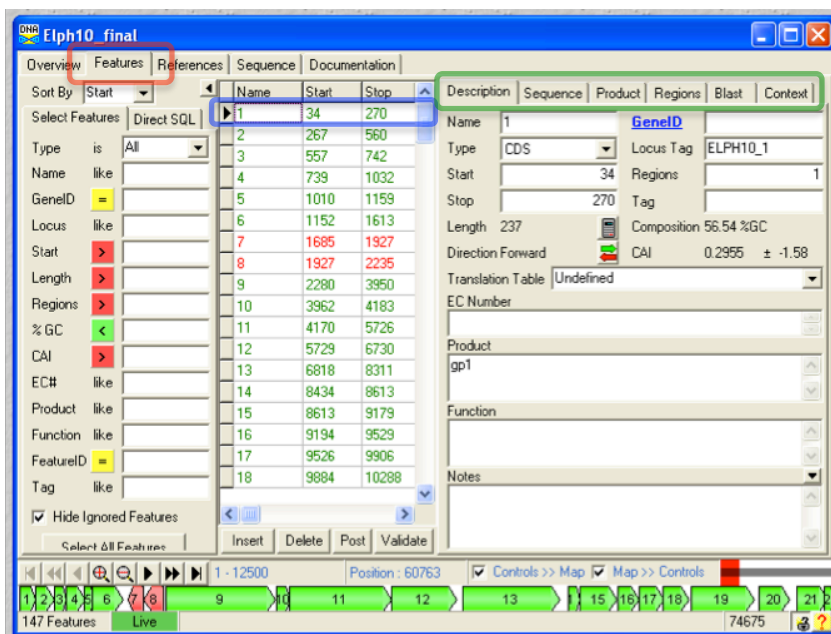 DNA Elph10_final
Overview Features References Sequence Documentation
Sort By Start
Select Features Direct SQL
Type is All
Name like
GeneID =
Locus like
Start >
Length >
Regions >
% GC <
CAI >
EC# like
Product like
Function like
FeatureID =
Tag like
Hide Ignored Features
Select All Features
Name Start Stop
1 34 270
2 267 560
3 557 742
4 739 1032
5 1010 1159
6 1152 1613
7 1685 1927
8 1927 2235
9 2280 3950
10 3962 4183
11 4170 5726
12 5729 6730
13 6818 8311
14 8434 8613
15 8613 9179
16 9194 9529
17 9526 9906
18 9884 10288
Insert Delete Post Validate
Description Sequence Product Regions Blast Context
Name 1 GeneID
Type CDS Locus Tag ELPH10_1
Start 34 Regions 1
Stop 270 Tag
Length 237 Composition 56.54 %GC
Direction Forward CAI 0.2955 ± -1.58
Translation Table Undefined
EC Number
Product
gp1
Function
Notes
1 - 12500 Position : 60763 Controls >> Map Map >> Controls
1 2 3 4 5 6 7 8 9 10 11 12 13 15 16 17 18 19 20 21
147 Features Live 74675 ?